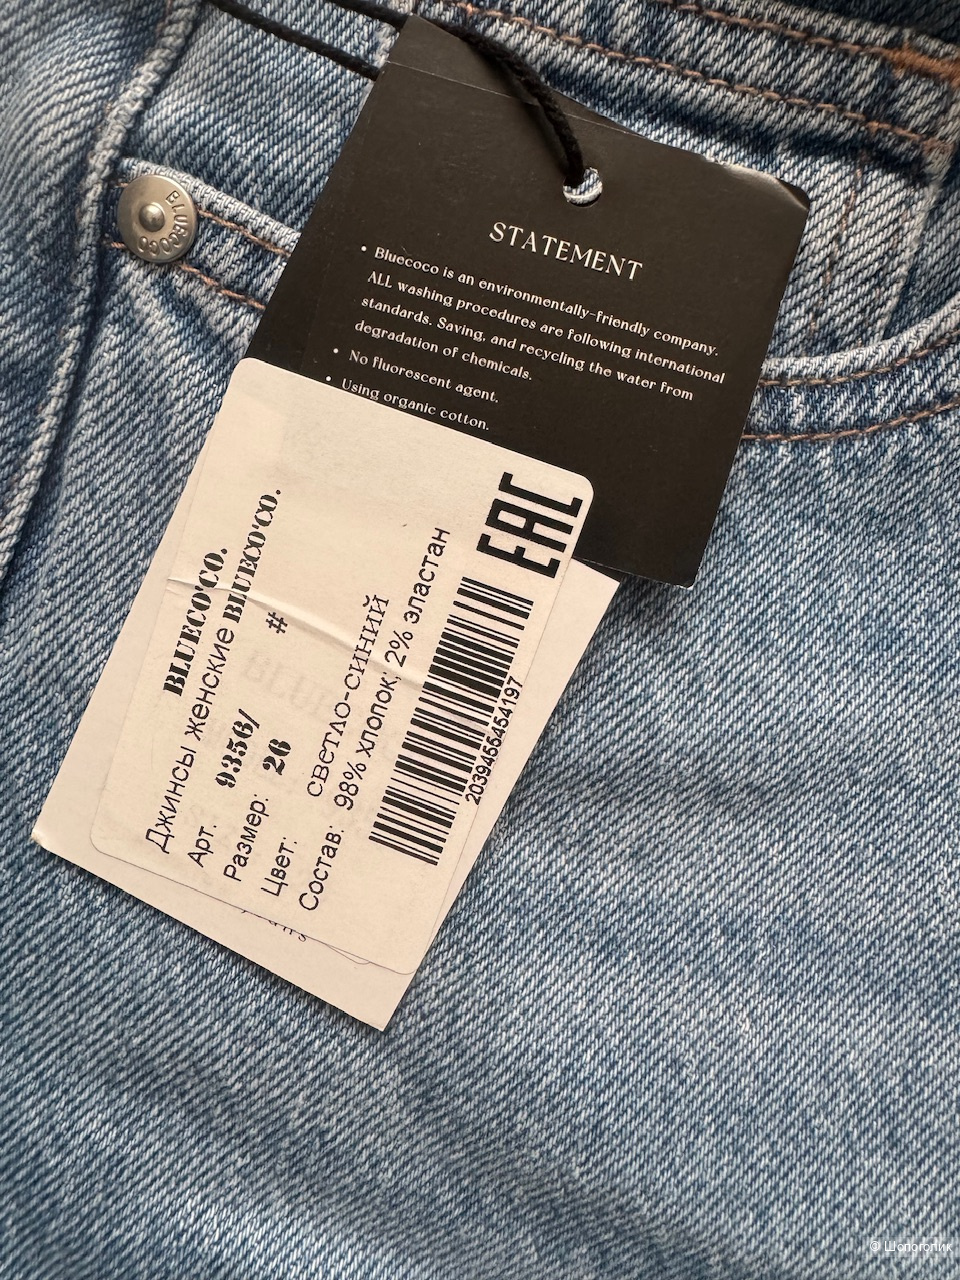 BLUECOCO
STATEMENT
• Bluecoco is an environmentally-friendly company.
ALL washing procedures are following international
standards. Saving, and recycling the water from
degradation of chemicals.
• No fluorescent agent.
• Using organic cotton.
EAC
BLUECO'CO.
Джинсы женские BLUECO'CO.
Арт. 9356/ #
Размер: 26
Цвет: СВЕТЛО-СИНИЙ
Состав: 98% хлопок, 2% эластан
2039456454197
© Шопоголик